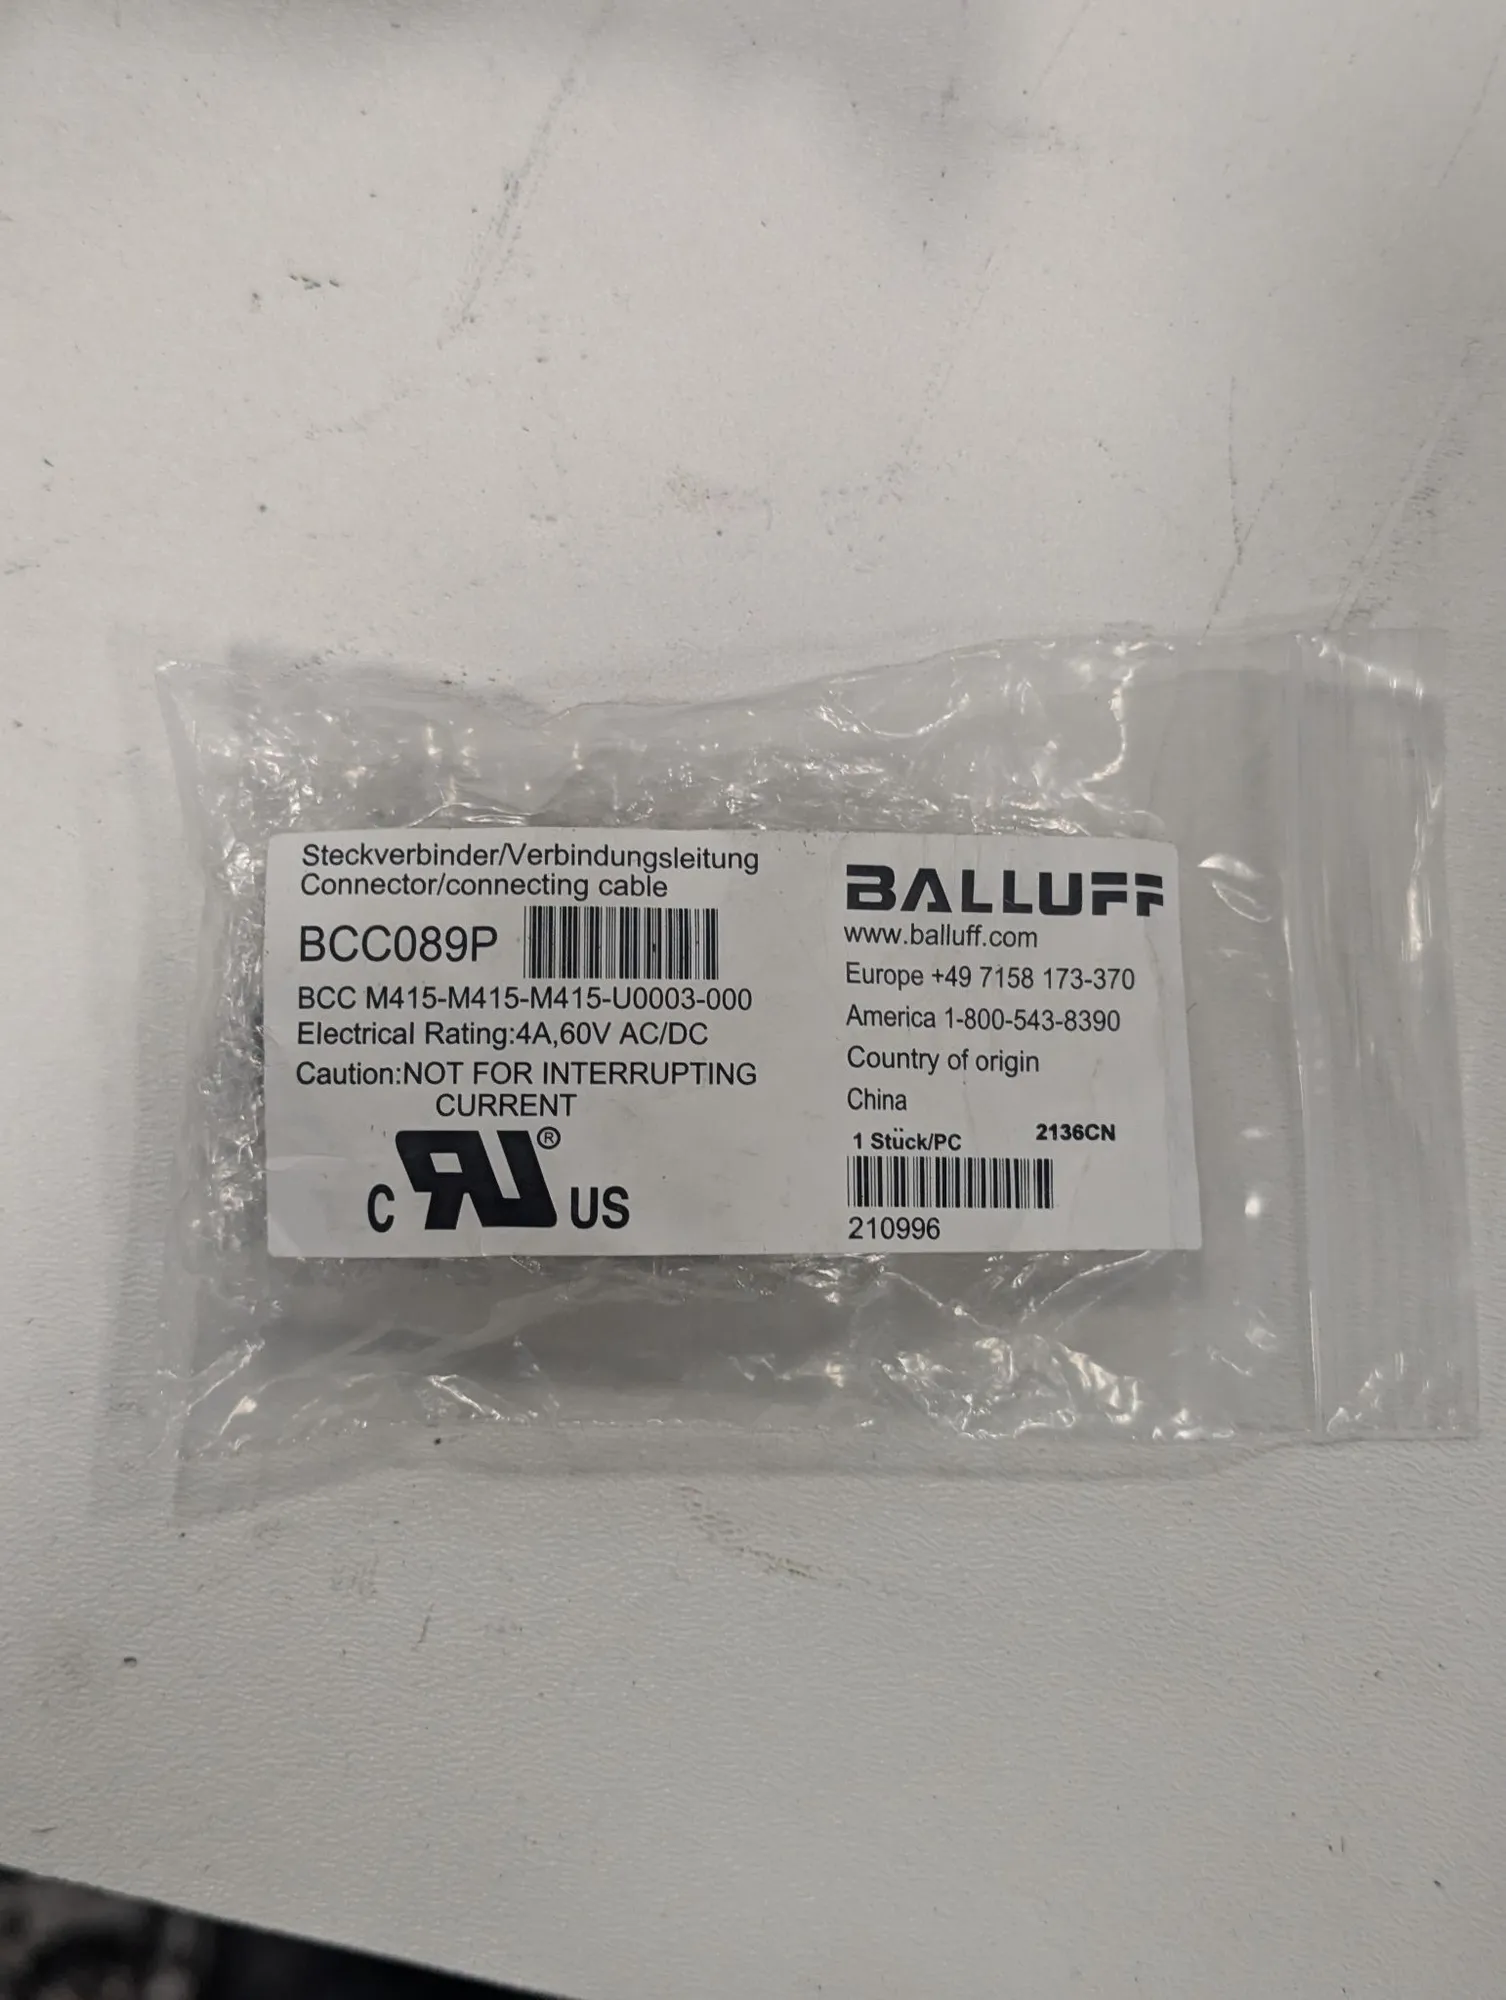 Steckverbinder/Verbindungsleitung
Connector/connecting cable
BCC089P
BCC M415-M415-M415-U0003-000
Electrical Rating:4A,60V AC/DC
Caution:NOT FOR INTERRUPTING
CURRENT
C RU ® US
BALLUFF
www.balluff.com
Europe +49 7158 173-370
America 1-800-543-8390
Country of origin
China
1 Stück/PC 2136CN
210996